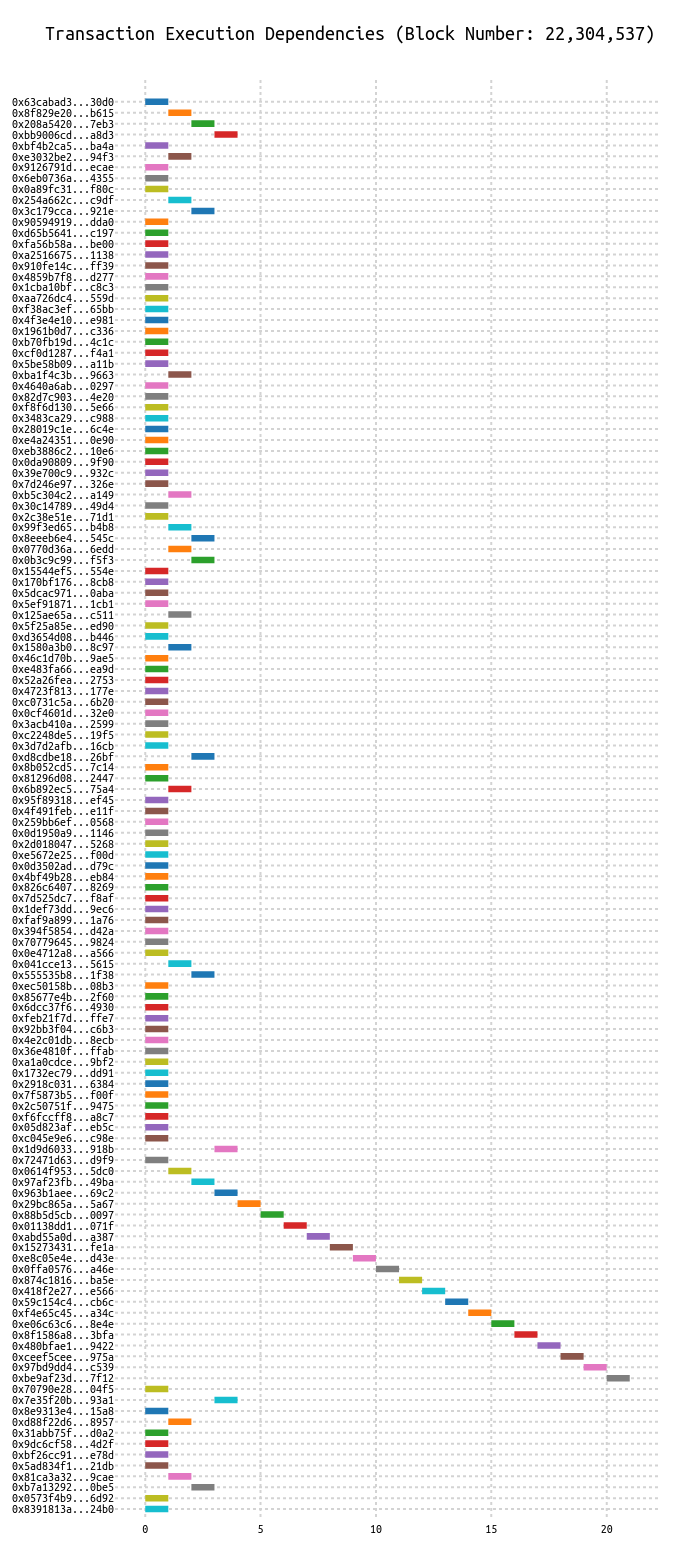 Transaction Execution Dependencies (Block Number: 22,304,537)
0x63cabad3...30d0
0x8f829e20...b615
0x208a5420...7eb3
0xbb9006cd...a8d3
0xbf4b2ca5...ba4a
0xe3032be2...94f3
0x9126791d...ecae
0x6eb0736a...4355
0x0a89fc31...f80c
0x254a662c...c9df
0x3c179cca...921e
0x90594919...dda0
0xd65b5641...c197
0xfa56b58a...be00
0xa2516675...1138
0x910fe14c...ff39
0x4859b7f8...d277
0x1cba10bf...c8c3
0xaa726dc4...559d
0xf38ac3ef...65bb
0x4f3e4e10...e981
0x1961b0d7...c336
0xb70fb19d...4c1c
0xcf0d1287...f4a1
0x5be58b09...a11b
0xba1f4c3b...9663
0x4640a6ab...0297
0x82d7c903...4e20
0xf8f6d130...5e66
0x3483ca29...c988
0x28019c1e...6c4e
0xe4a24351...0e90
0xeb3886c2...10e6
0x0da90809...9f90
0x39e700c9...932c
0x7d246e97...326e
0xb5c304c2...a149
0x30c14789...49d4
0x2c38e51e...71d1
0x99f3ed65...b4b8
0x8eeeb6e4...545c
0x0770d36a...6edd
0x0b3c9c99...f5f3
0x15544ef5...554e
0x170bf176...8cb8
0x5dcac971...0aba
0x5ef91871...1cb1
0x125ae65a...c511
0x5f25a85e...ed90
0xd3654d08...b446
0x1580a3b0...8c97
0x46c1d70b...9ae5
0xe483fa66...ea9d
0x52a26fea...2753
0x4723f813...177e
0xc0731c5a...6b20
0x0cf4601d...32e0
0x3acb410a...2599
0xc2248de5...19f5
0x3d7d2afb...16cb
0xd8cdbe18...26bf
0x8b052cd5...7c14
0x81296d08...2447
0x6b892ec5...75a4
0x95f89318...ef45
0x4f491feb...e11f
0x259bb6ef...0568
0x0d1950a9...1146
0x2d018047...5268
0xe5672e25...f00d
0x0d3502ad...d79c
0x4bf49b28...eb84
0x826c6407...8269
0x7d525dc7...f8af
0x1def73dd...9ec6
0xfaf9a899...1a76
0x394f5854...d42a
0x70779645...9824
0x0e4712a8...a566
0x041cce13...5615
0x555535b8...1f38
0xec50158b...08b3
0x85677e4b...2f60
0x6dcc37f6...4930
0xfeb21f7d...ffe7
0x92bb3f04...c6b3
0x4e2c01db...8ecb
0x36e4810f...ffab
0xa1a0cdce...9bf2
0x1732ec79...dd91
0x2918c031...6384
0x7f5873b5...f00f
0x2c50751f...9475
0xf6fccff8...a8c7
0x05d823af...eb5c
0xc045e9e6...c98e
0x1d9d6033...918b
0x72471d63...d9f9
0x0614f953...5dc0
0x97af23fb...49ba
0x963b1aee...69c2
0x29bc865a...5a67
0x88b5d5cb...0097
0x01138dd1...071f
0xabd55a0d...a387
0x15273431...fe1a
0xe8c05e4e...d43e
0x0ffa0576...a46e
0x874c1816...ba5e
0x418f2e27...e566
0x59c154c4...cb6c
0xf4e65c45...a34c
0xe06c63c6...8e4e
0x8f1586a8...3bfa
0x480bfae1...9422
0xceef5cee...975a
0x97bd9dd4...c539
0xbe9af23d...7f12
0x70790e28...04f5
0x7e35f20b...93a1
0x8e9313e4...15a8
0xd88f22d6...8957
0x31abb75f...d0a2
0x9dc6cf58...4d2f
0xbf26cc91...e78d
0x5ad834f1...21db
0x81ca3a32...9cae
0xb7a13292...0be5
0x0573f4b9...6d92
0x8391813a...24b0
0 5 10 15 20